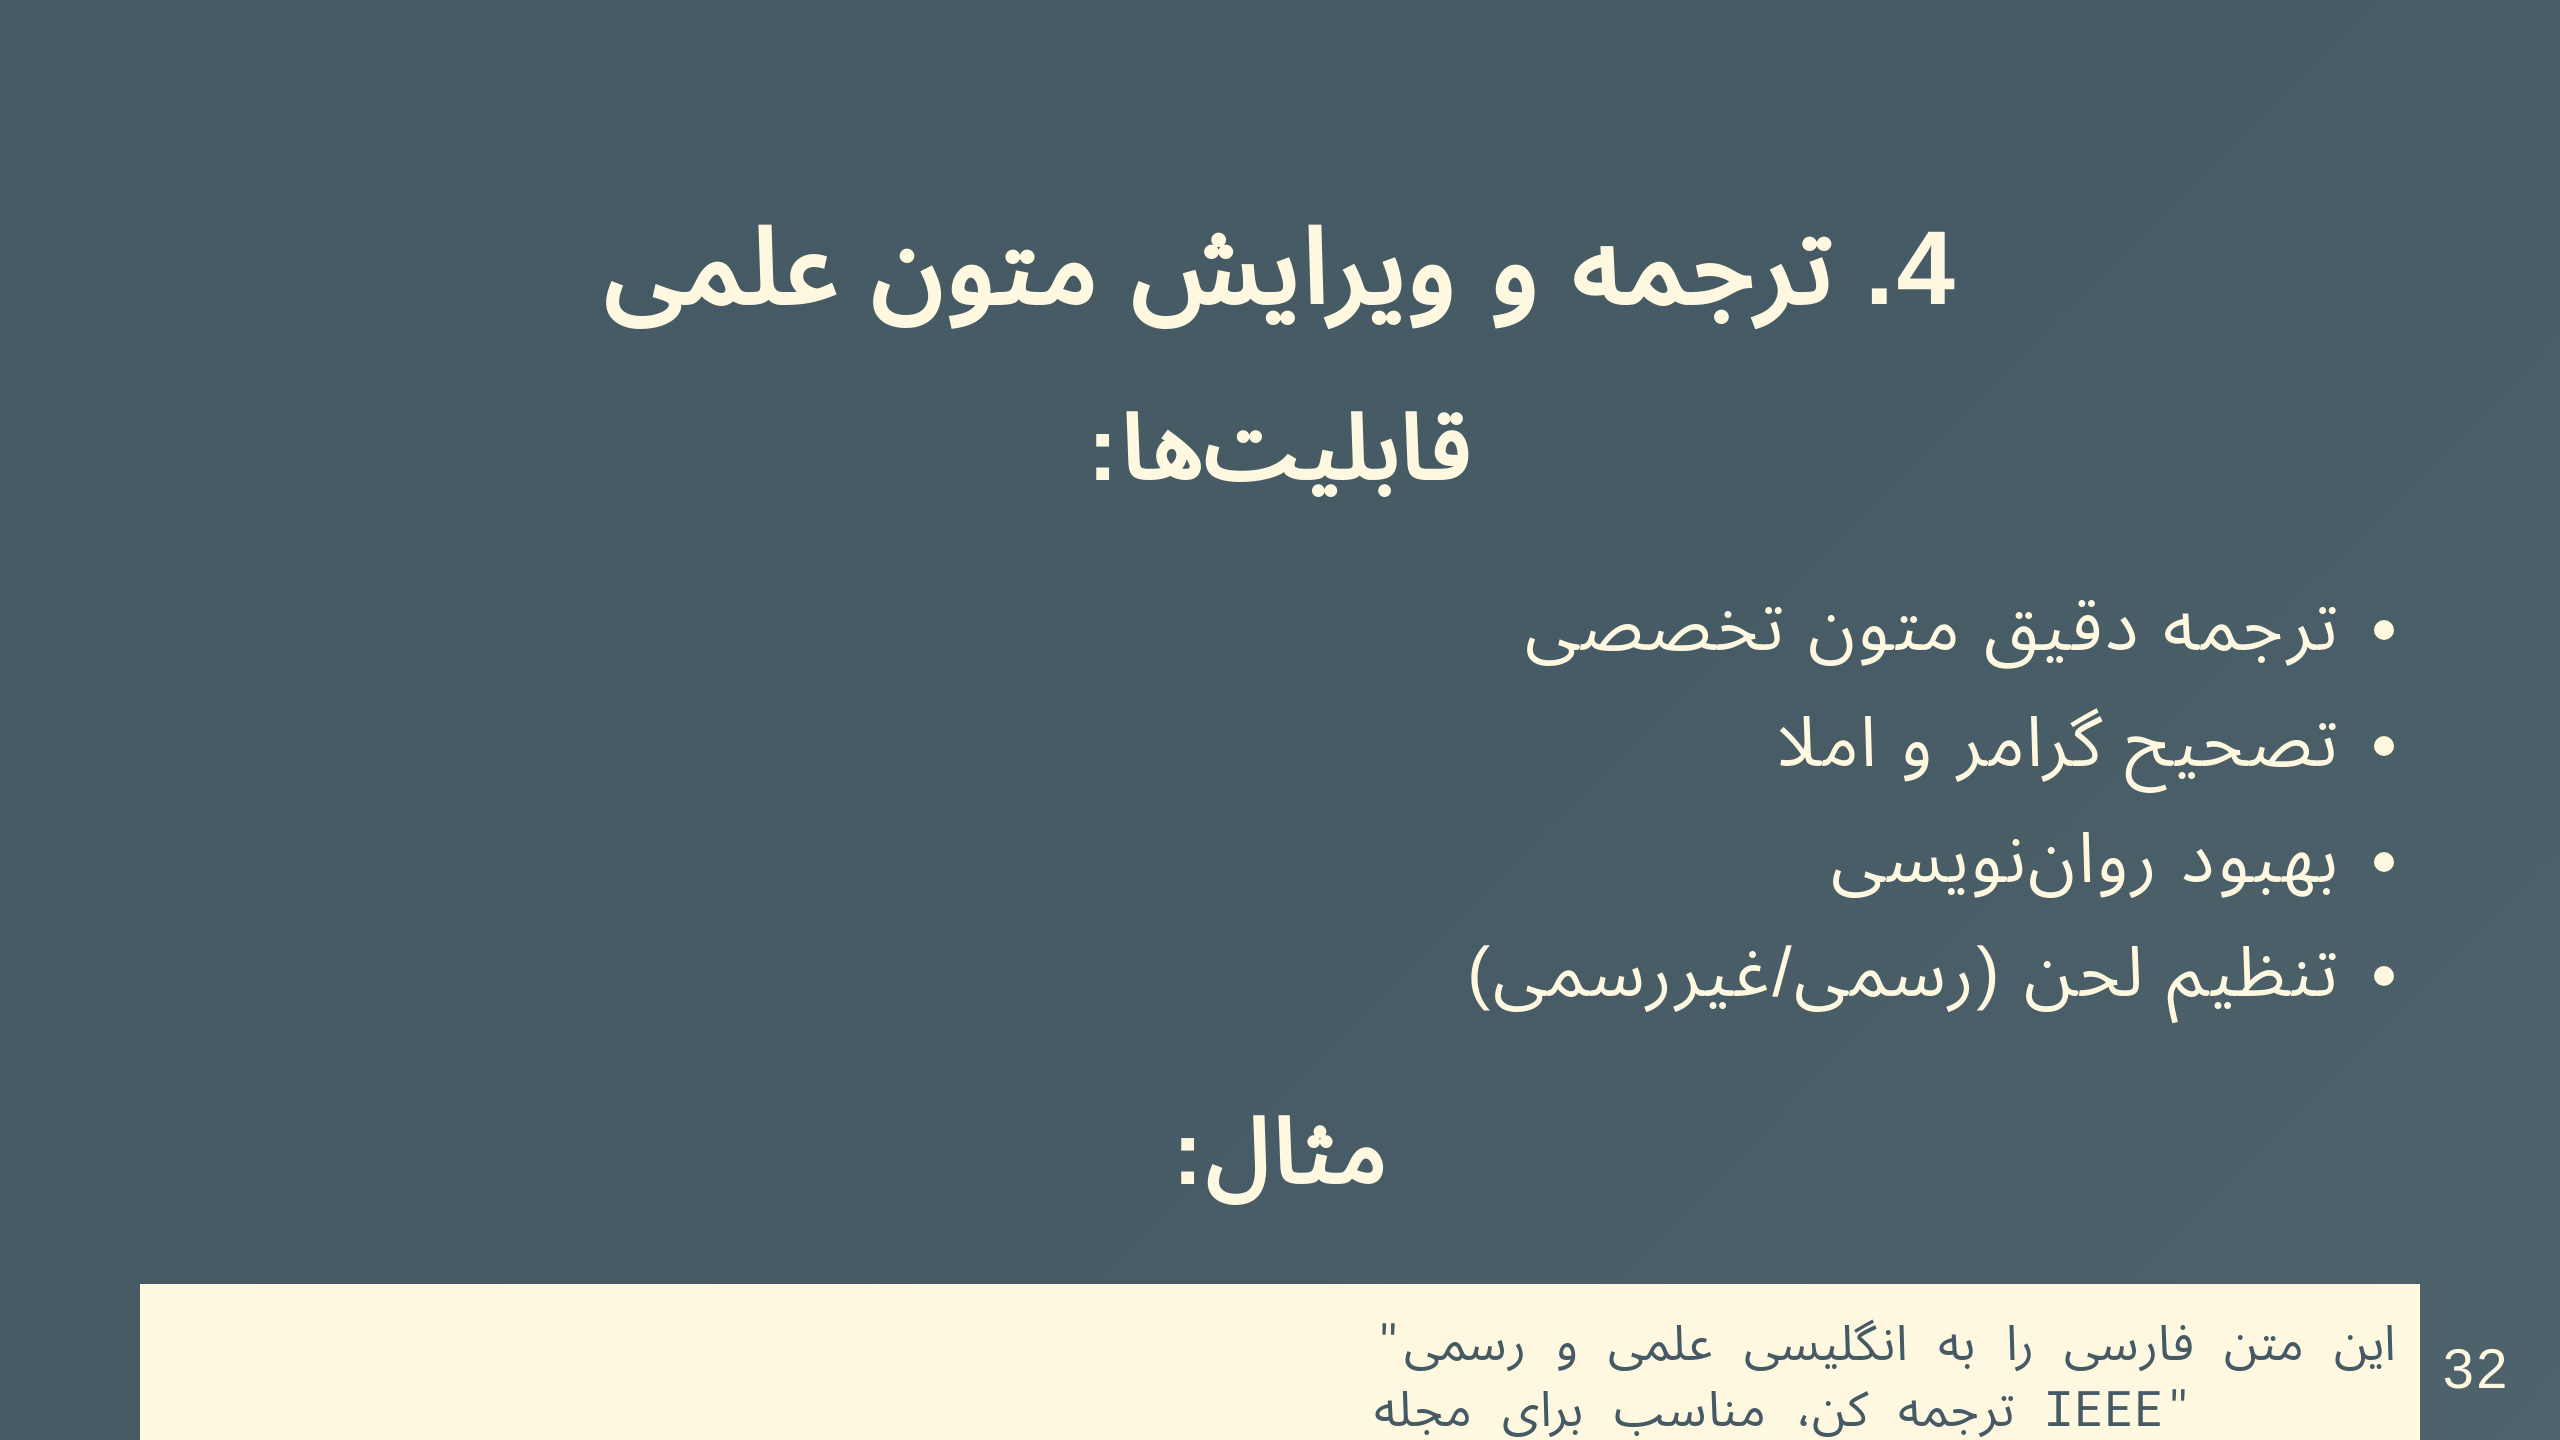 4. ترجمه و ویرایش متون علمی
قابلیت‌ها:
• ترجمه دقیق متون تخصصی
• تصحیح گرامر و املا
• بهبود روان‌نویسی
• تنظیم لحن (رسمی/غیررسمی)
مثال:
"این متن فارسی را به انگلیسی علمی و رسمی
ترجمه کن، مناسب برای مجله IEEE"
32